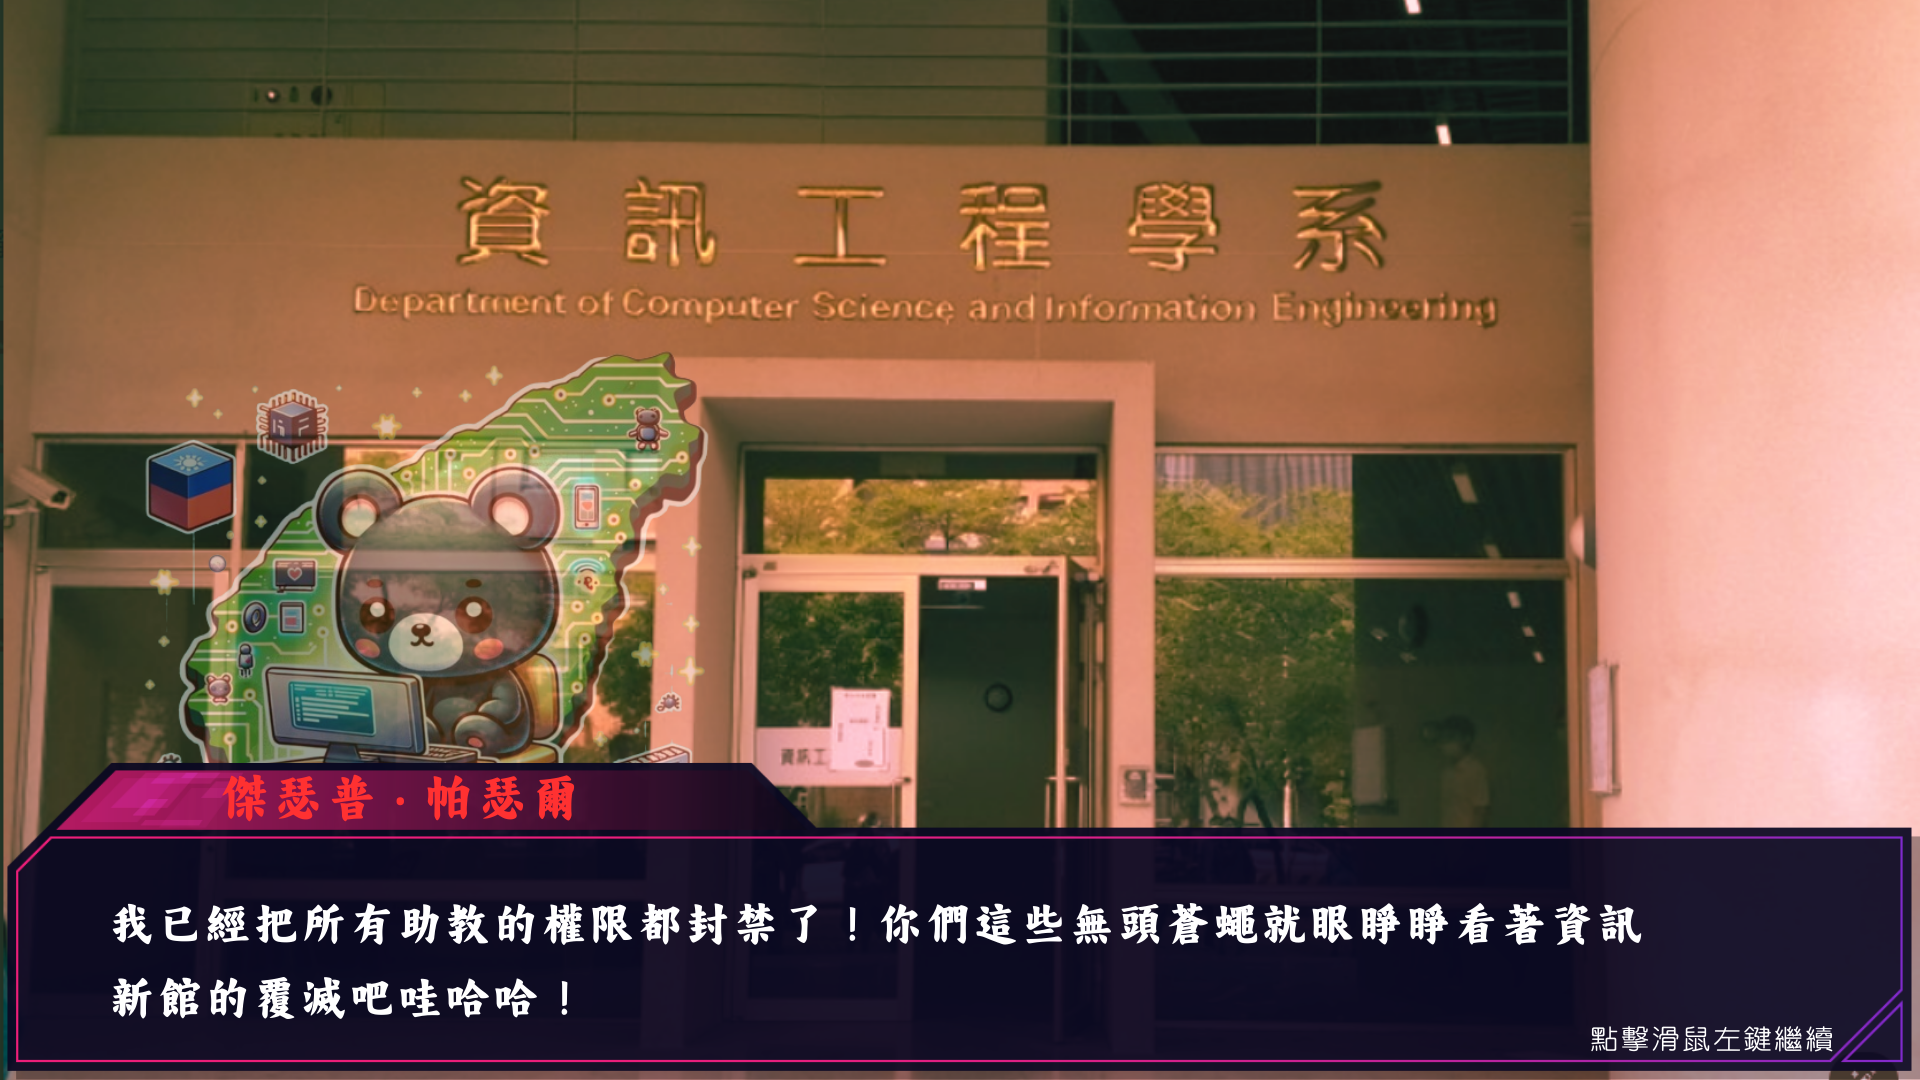 資訊工程學系
Department of Computer Science and Information Engineering
資訊工
傑瑟普·帕瑟爾
我已經把所有助教的權限都封禁了！你們這些無頭蒼蠅就眼睜睜看著資訊
新館的覆滅吧哇哈哈！
點擊滑鼠左鍵繼續